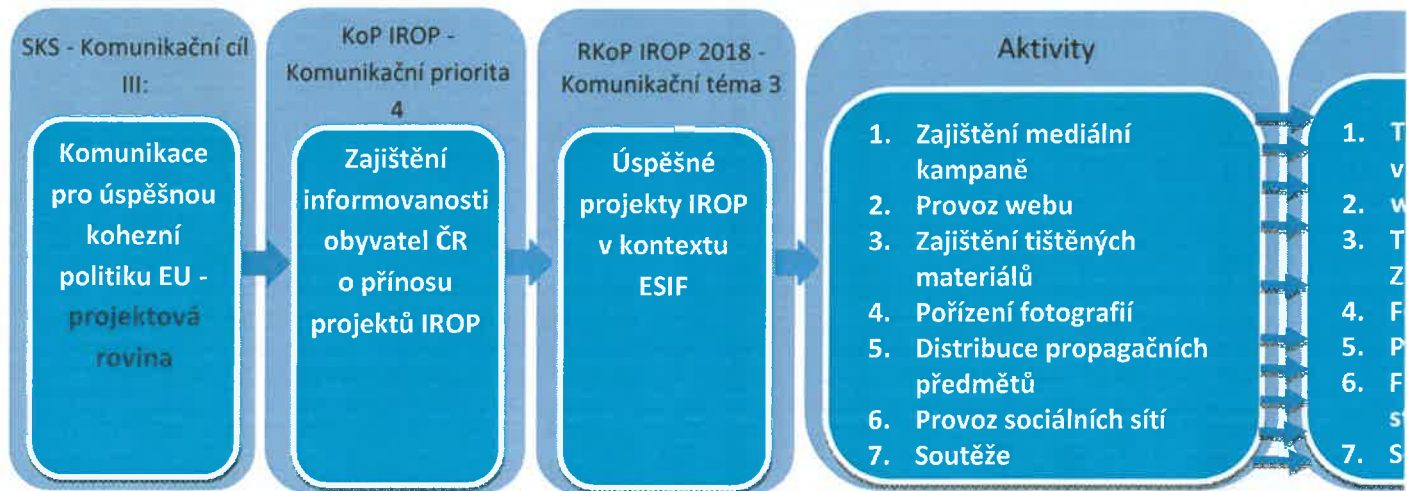 SKS - Komunikační cíl
III:
Komunikace
pro úspěšnou
kohezní
politiku EU -
projektová
rovina
KoP IROP -
Komunikační priorita
4
Zajištění
informovanosti
obyvatel ČR
o přínosu
projektů IROP
RKoP IROP 2018 -
Komunikační téma 3
Úspěšné
projekty IROP
v kontextu
ESIF
Aktivity
1. Zajištění mediální
kampaně
2. Provoz webu
3. Zajištění tištěných
materiálů
4. Pořízení fotografií
5. Distribuce propagačních
předmětů
6. Provoz sociálních sítí
7. Soutěže
1.
2.
3.
4.
5.
6.
7.